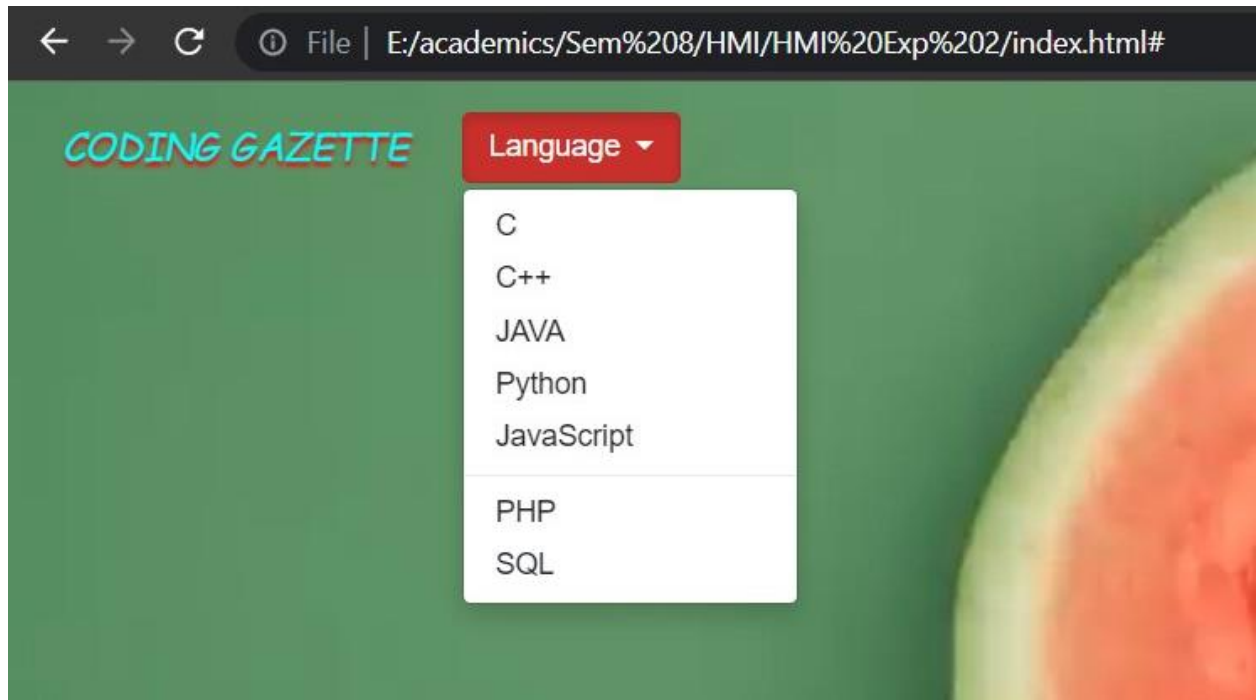 File | E:/academics/Sem%208/HMI/HMI%20Exp%202/index.html#
CODING GAZETTE Language
C
C++
JAVA
Python
JavaScript
PHP
SQL